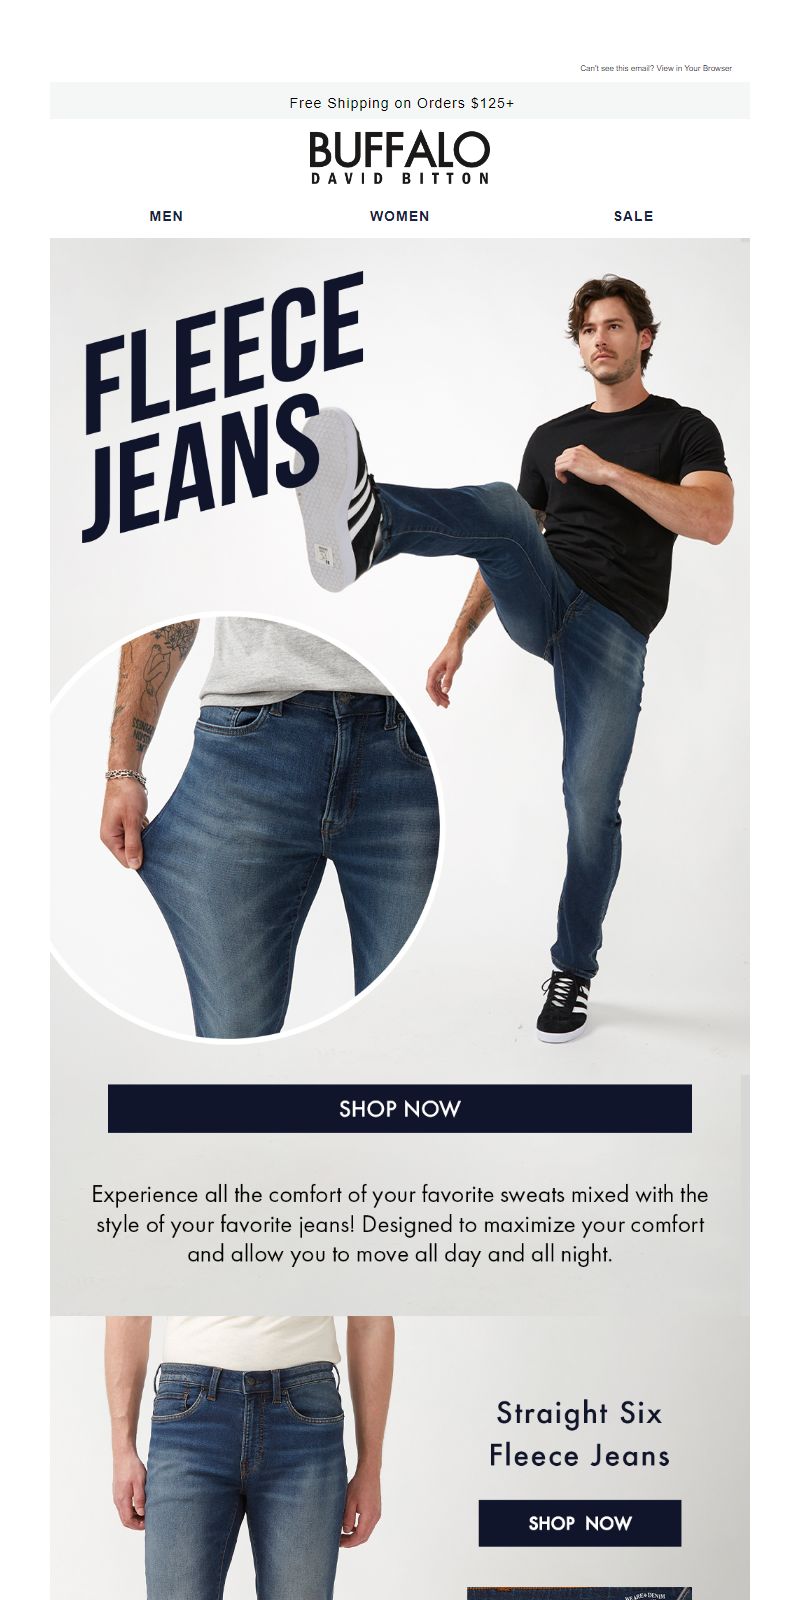 Can't see this email? View in Your Browser
Free Shipping on Orders $125+
BUFFALO
DAVID BITTON
MEN WOMEN SALE
FLEECE
JEANS
SHOP NOW
Experience all the comfort of your favorite sweats mixed with the
style of your favorite jeans! Designed to maximize your comfort
and allow you to move all day and all night.
Straight Six
Fleece Jeans
SHOP NOW
WE ARE DENIM